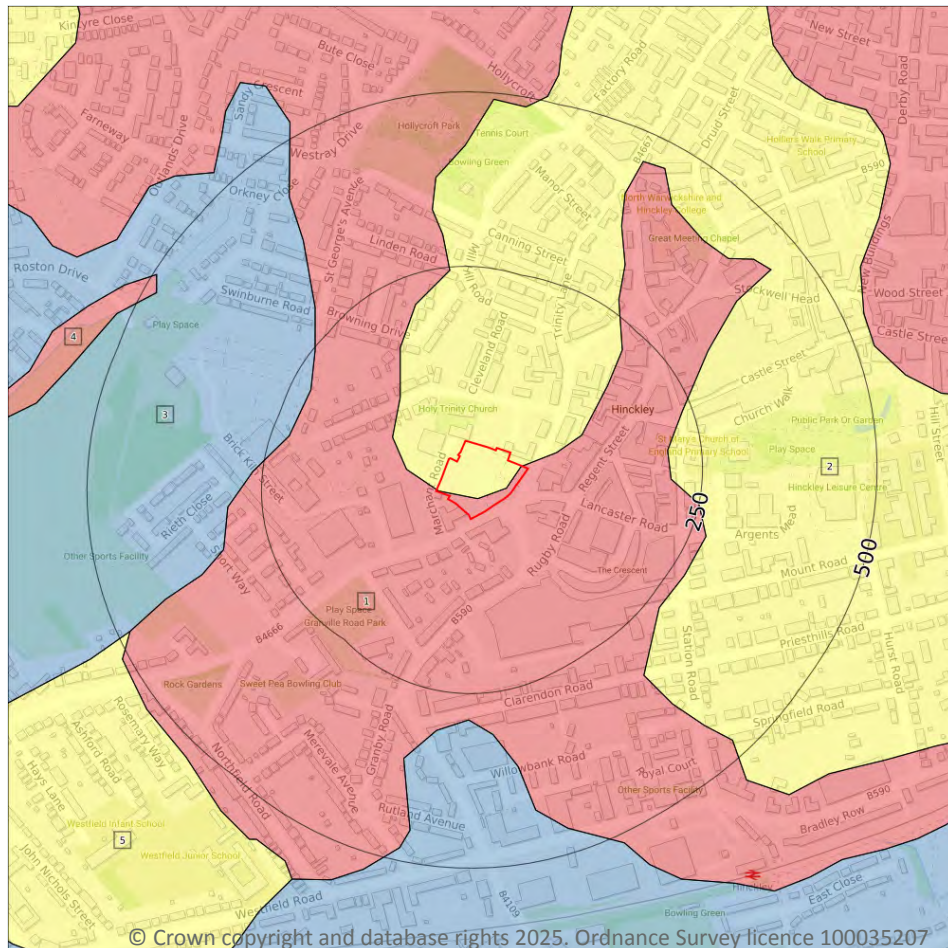 Kintyre Close
New Street
Bute Close
Derby Road
Hollycroft
Factory Road
Sandy
Crescent
Farneway
Druid Street
Hollycroft Park
Tennis Court
B4667
Westray Drive
Bowling Green
B590
Orkney Close
Manor Street
North Warwickshire and
Hinckley College
St George's Avenue
Linden Road
Canning Street
Great Meeting Chapel
Mill Hill Road
New Buildings
Roston Drive
Swinburne Road
Stockwell Head
Wood Street
Trinity Lane
Play Space
Browning Drive
Cleveland Road
Castle Street
4
Castle Street
Church Walk
3
Holy Trinity Church
Hinckley
Public Park Or Garden
Hill Street
St Mary's Church of
England Primary School
Play Space
Brick Kiln Street
Regent Street
2
Hinckley Leisure Centre
Rieth Close
Lancaster Road
250
Argents Mead
Other Sports Facility
Rugby Road
500
The Crescent
Mount Road
1
Play Space
Granville Road Park
B590
B4666
Priesthills Road
Hurst Road
Station Road
Rock Gardens
Sweet Pea Bowling Club
Clarendon Road
Rosemary Way
Springfield Road
Ashford Road
Granby Road
Merevale Avenue
Northfield Road
Willowbank Road
Royal Court
Hays Lane
Other Sports Facility
B590
Rutland Avenue
Bradley Row
Westfield Infant School
5
Westfield Junior School
John Nichols Street
Hinckley
East Close
Westfield Road
B4109
Bowling Green
© Crown copyright and database rights 2025. Ordnance Survey licence 100035207